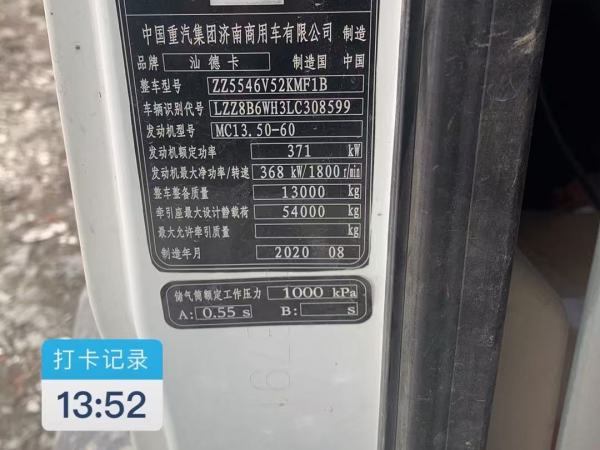 中国重汽集团济南商用车有限公司 制造
品牌 汕德卡 制造国 中国
整车型号 ZZ5546V52KMF1B
车辆识别代号 LZZ8B6WH3LC308599
发动机型号 MC13.50-60
发动机额定功率 371 kW
发动机最大净功率/转速 368 kW/1800 r/min
整车整备质量 13000 kg
牵引座最大设计静载荷 54000 kg
最大允许牵引质量 kg
制造年月 2020 08
储气筒额定工作压力 1000 kPa
A: 0.55 s B: s
打卡记录
13:52